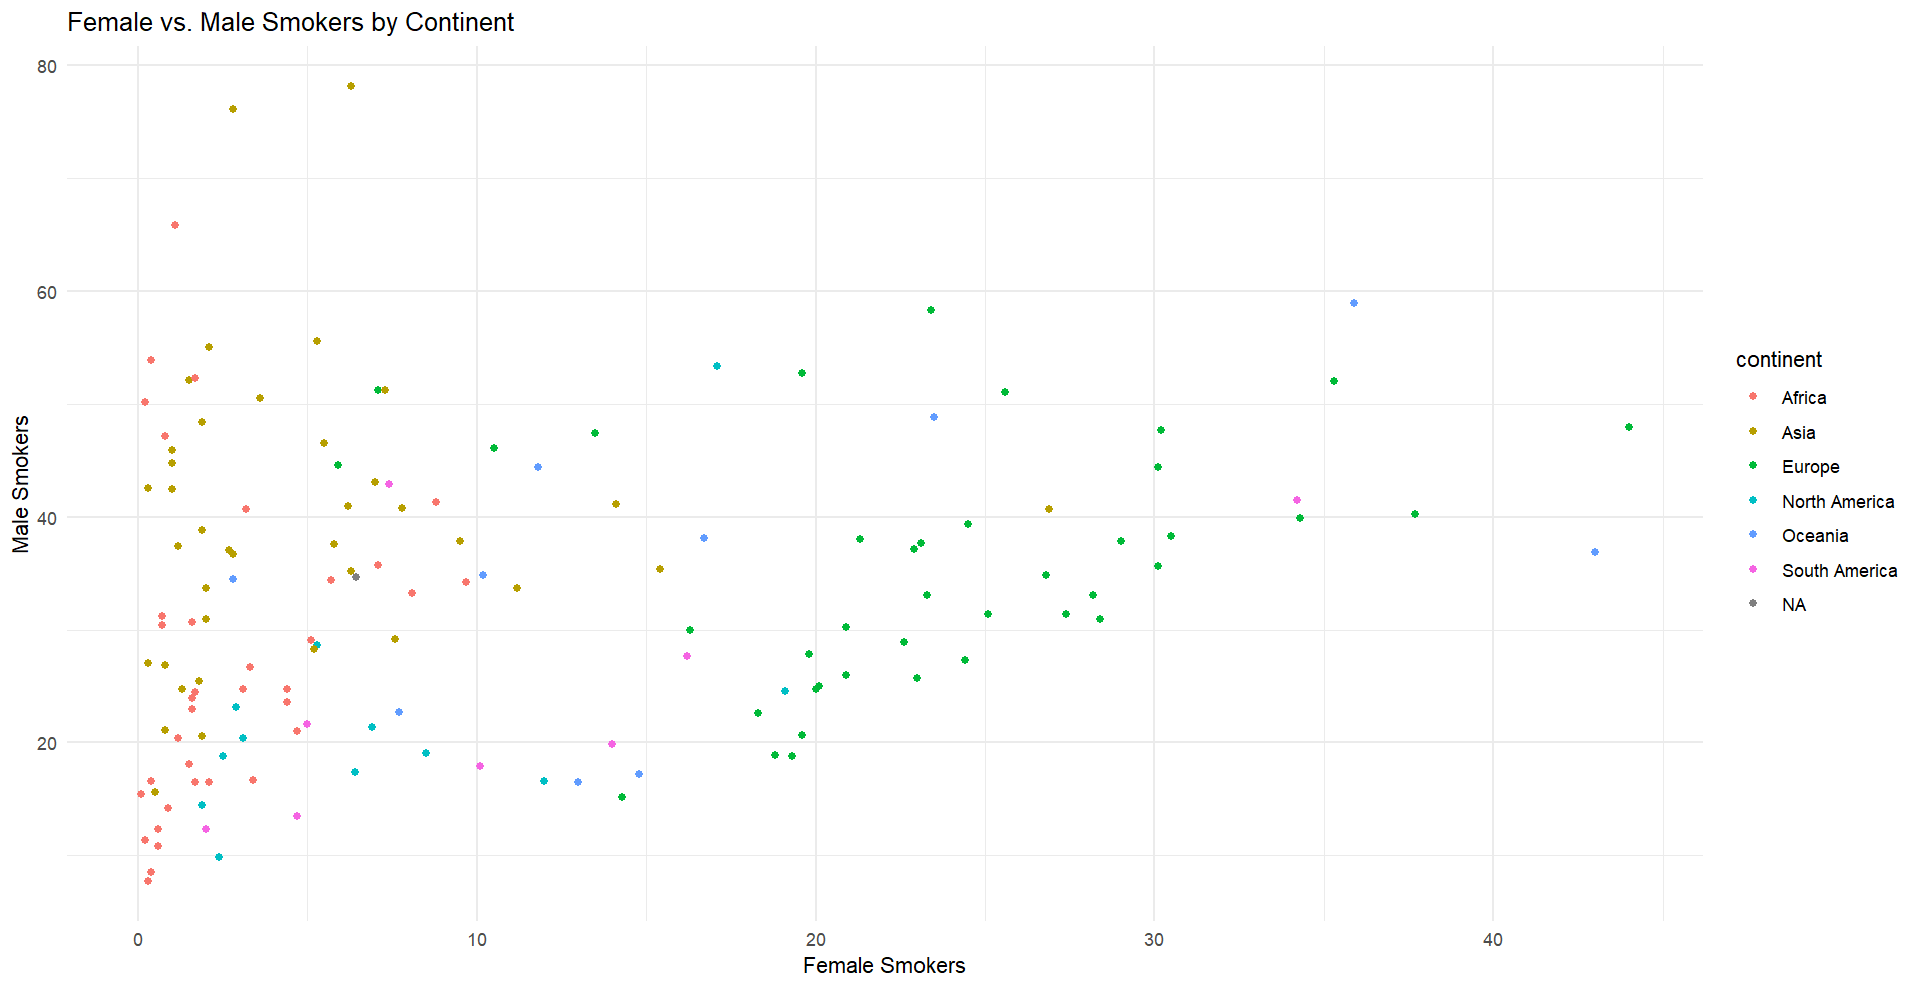 Female vs. Male Smokers by Continent
80
60
40
20
Male Smokers
0 10 20 30 40
Female Smokers
continent
Africa
Asia
Europe
North America
Oceania
South America
NA